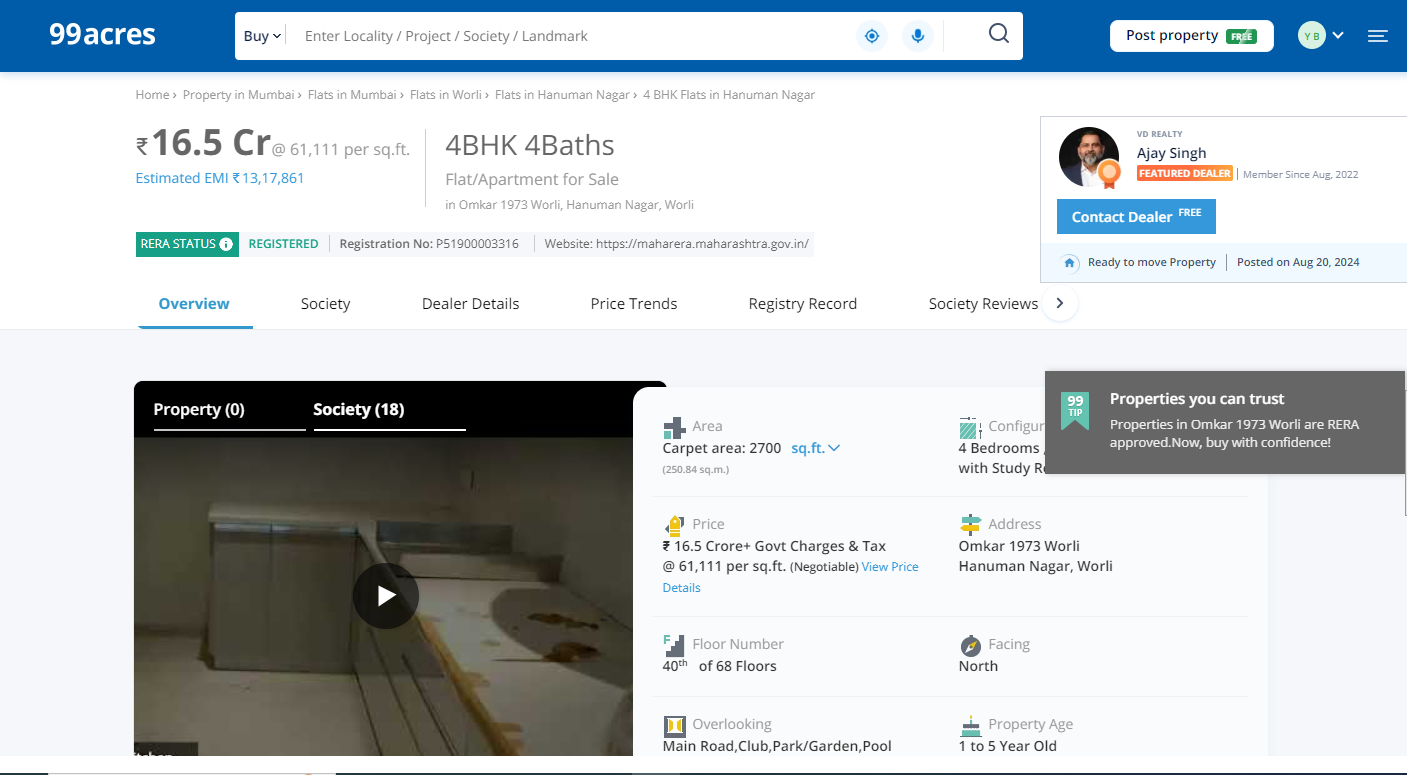 99acres
Buy
Enter Locality / Project / Society / Landmark
Post property FREE
Y B
Home › Property in Mumbai › Flats in Mumbai › Flats in Worli › Flats in Hanuman Nagar › 4 BHK Flats in Hanuman Nagar
₹ 16.5 Cr @ 61,111 per sq.ft.
Estimated EMI ₹ 13,17,861
4BHK 4Baths
Flat/Apartment for Sale
in Omkar 1973 Worli, Hanuman Nagar, Worli
VD REALTY
Ajay Singh
FEATURED DEALER | Member Since Aug, 2022
Contact Dealer FREE
Ready to move Property | Posted on Aug 20, 2024
RERA STATUS i REGISTERED | Registration No: P51900003316 | Website: https://maharera.maharashtra.gov.in/
Overview Society Dealer Details Price Trends Registry Record Society Reviews
Property (0) Society (18)
Area
Carpet area: 2700 sq.ft.
(250.84 sq.m.)
Configur
4 Bedrooms ,
with Study R
99
TIP
Properties you can trust
Properties in Omkar 1973 Worli are RERA
approved.Now, buy with confidence!
Price
₹ 16.5 Crore+ Govt Charges & Tax
@ 61,111 per sq.ft. (Negotiable) View Price
Details
Address
Omkar 1973 Worli
Hanuman Nagar, Worli
Floor Number
40th of 68 Floors
Facing
North
Overlooking
Main Road,Club,Park/Garden,Pool
Property Age
1 to 5 Year Old